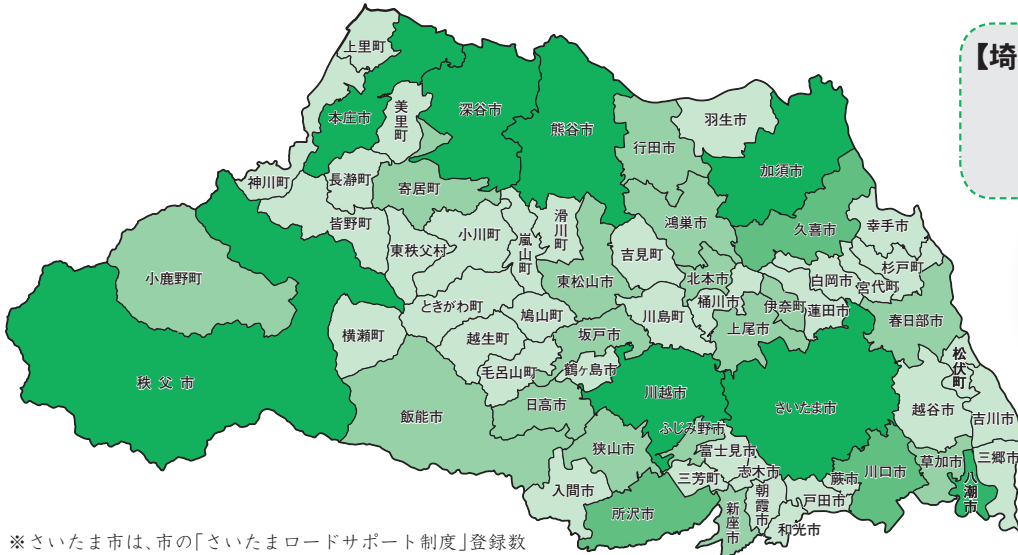 上里町
【埼
本庄市
美里町
深谷市
熊谷市
行田市
羽生市
加須市
神川町
長瀞町
寄居町
皆野町
東秩父村
小川町
嵐山町
滑川町
吉見町
鴻巣市
久喜市
幸手市
小鹿野町
東松山市
北本市
白岡市
杉戸町
宮代町
ときがわ町
鳩山町
川島町
桶川市
伊奈町
蓮田市
横瀬町
越生町
坂戸市
上尾市
春日部市
毛呂山町
鶴ヶ島市
松伏町
秩父市
飯能市
日高市
川越市
さいたま市
越谷市
吉川市
ふじみ野市
狭山市
富士見市
三芳町
志木市
蕨市
川口市
草加市
三郷市
八潮市
入間市
所沢市
新座市
朝霞市
戸田市
和光市
※さいたま市は、市の「さいたまロードサポート制度」登録数